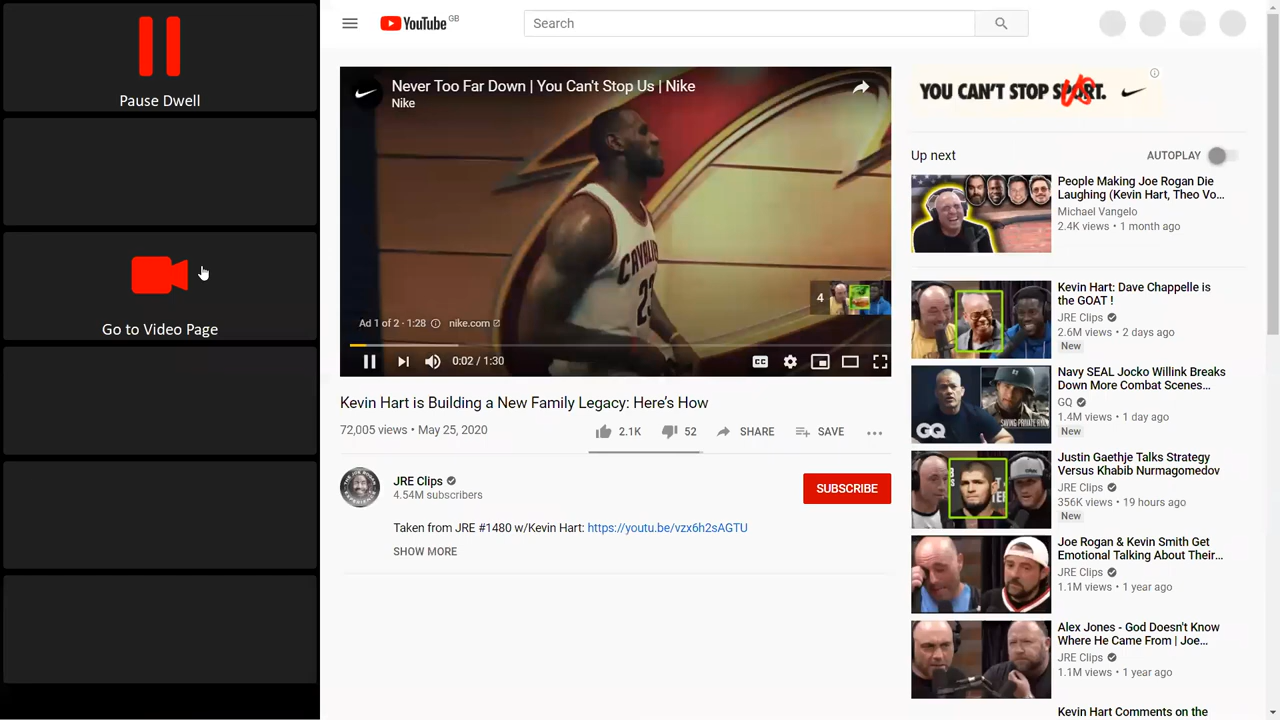 Pause Dwell
Go to Video Page
YouTube GB
Search
Never Too Far Down | You Can't Stop Us | Nike
Nike
CAVALIERS
23
4
Ad 1 of 2 · 1:28 nike.com
0:02 / 1:30
CC
Kevin Hart is Building a New Family Legacy: Here's How
72,005 views • May 25, 2020
2.1K
52
SHARE
SAVE
JRE Clips
4.54M subscribers
SUBSCRIBE
Taken from JRE #1480 w/Kevin Hart: https://youtu.be/vzx6h2sAGTU
SHOW MORE
YOU CAN'T STOP SPORT.
US
Up next
AUTOPLAY
People Making Joe Rogan Die
Laughing (Kevin Hart, Theo Vo...
Michael Vangelo
2.4K views • 1 month ago
Kevin Hart: Dave Chappelle is
the GOAT !
JRE Clips
2.6M views • 2 days ago
New
GQ
SAVING PRIVATE RYAN
Navy SEAL Jocko Willink Breaks
Down More Combat Scenes...
GQ
1.4M views • 1 day ago
New
Justin Gaethje Talks Strategy
Versus Khabib Nurmagomedov
JRE Clips
356K views • 19 hours ago
New
Joe Rogan & Kevin Smith Get
Emotional Talking About Their...
JRE Clips
1.1M views • 1 year ago
Alex Jones - God Doesn't Know
Where He Came From | Joe...
JRE Clips
1.1M views • 1 year ago
Kevin Hart Comments on the